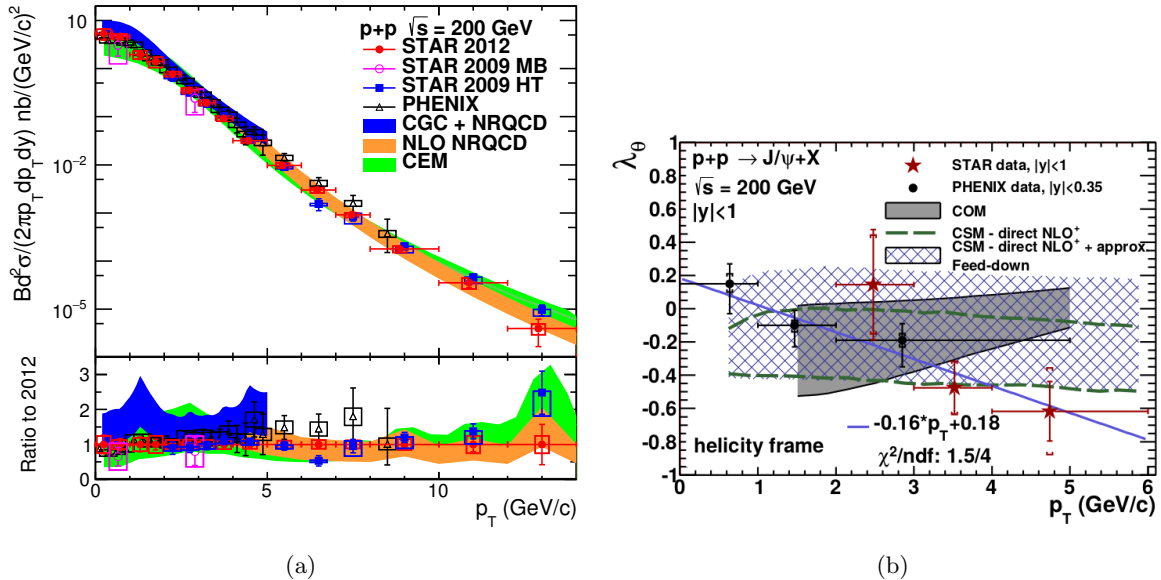 p+p √s = 200 GeV
STAR 2012
STAR 2009 MB
STAR 2009 HT
PHENIX
CGC + NRQCD
NLO NRQCD
CEM
Bd²σ/(2πp_T dp_T dy) nb/(GeV/c)²
10
10⁻²
10⁻⁵
Ratio to 2012
3
2
1
0
0 5 10
p_T (GeV/c)
(a)
λ_θ
p+p → J/ψ+X
√s = 200 GeV
|y|<1
STAR data, |y|<1
PHENIX data, |y|<0.35
COM
CSM - direct NLO⁺
CSM - direct NLO⁺ + approx.
Feed-down
1
0.8
0.6
0.4
0.2
0
-0.2
-0.4
-0.6
-0.8
-1
-0.16*p_T+0.18
χ²/ndf: 1.5/4
helicity frame
0 1 2 3 4 5 6
p_T (GeV/c)
(b)